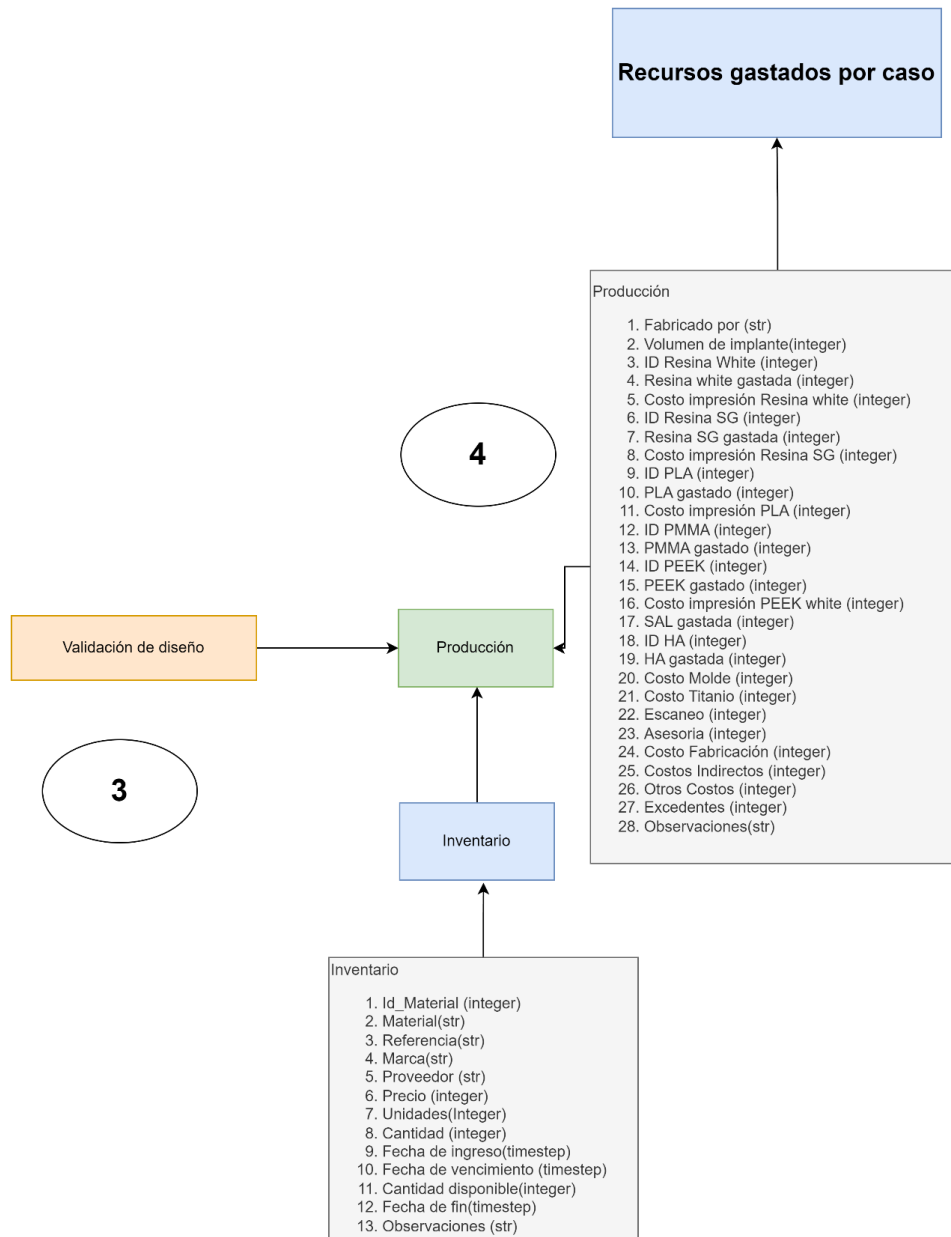 Recursos gastados por caso
Producción
1. Fabricado por (str)
2. Volumen de implante(integer)
3. ID Resina White (integer)
4. Resina white gastada (integer)
5. Costo impresión Resina white (integer)
6. ID Resina SG (integer)
7. Resina SG gastada (integer)
8. Costo impresión Resina SG (integer)
9. ID PLA (integer)
10. PLA gastado (integer)
11. Costo impresión PLA (integer)
12. ID PMMA (integer)
13. PMMA gastado (integer)
14. ID PEEK (integer)
15. PEEK gastado (integer)
16. Costo impresión PEEK white (integer)
17. SAL gastada (integer)
18. ID HA (integer)
19. HA gastada (integer)
20. Costo Molde (integer)
21. Costo Titanio (integer)
22. Escaneo (integer)
23. Asesoria (integer)
24. Costo Fabricación (integer)
25. Costos Indirectos (integer)
26. Otros Costos (integer)
27. Excedentes (integer)
28. Observaciones(str)
4
Validación de diseño
Producción
3
Inventario
Inventario
1. Id_Material (integer)
2. Material(str)
3. Referencia(str)
4. Marca(str)
5. Proveedor (str)
6. Precio (integer)
7. Unidades(Integer)
8. Cantidad (integer)
9. Fecha de ingreso(timestep)
10. Fecha de vencimiento (timestep)
11. Cantidad disponible(integer)
12. Fecha de fin(timestep)
13. Observaciones (str)